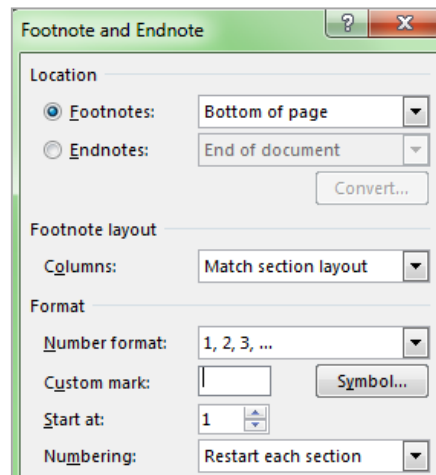 Footnote and Endnote
Location
Footnotes: Bottom of page
Endnotes: End of document
Convert...
Footnote layout
Columns: Match section layout
Format
Number format: 1, 2, 3, ...
Custom mark: Symbol...
Start at: 1
Numbering: Restart each section